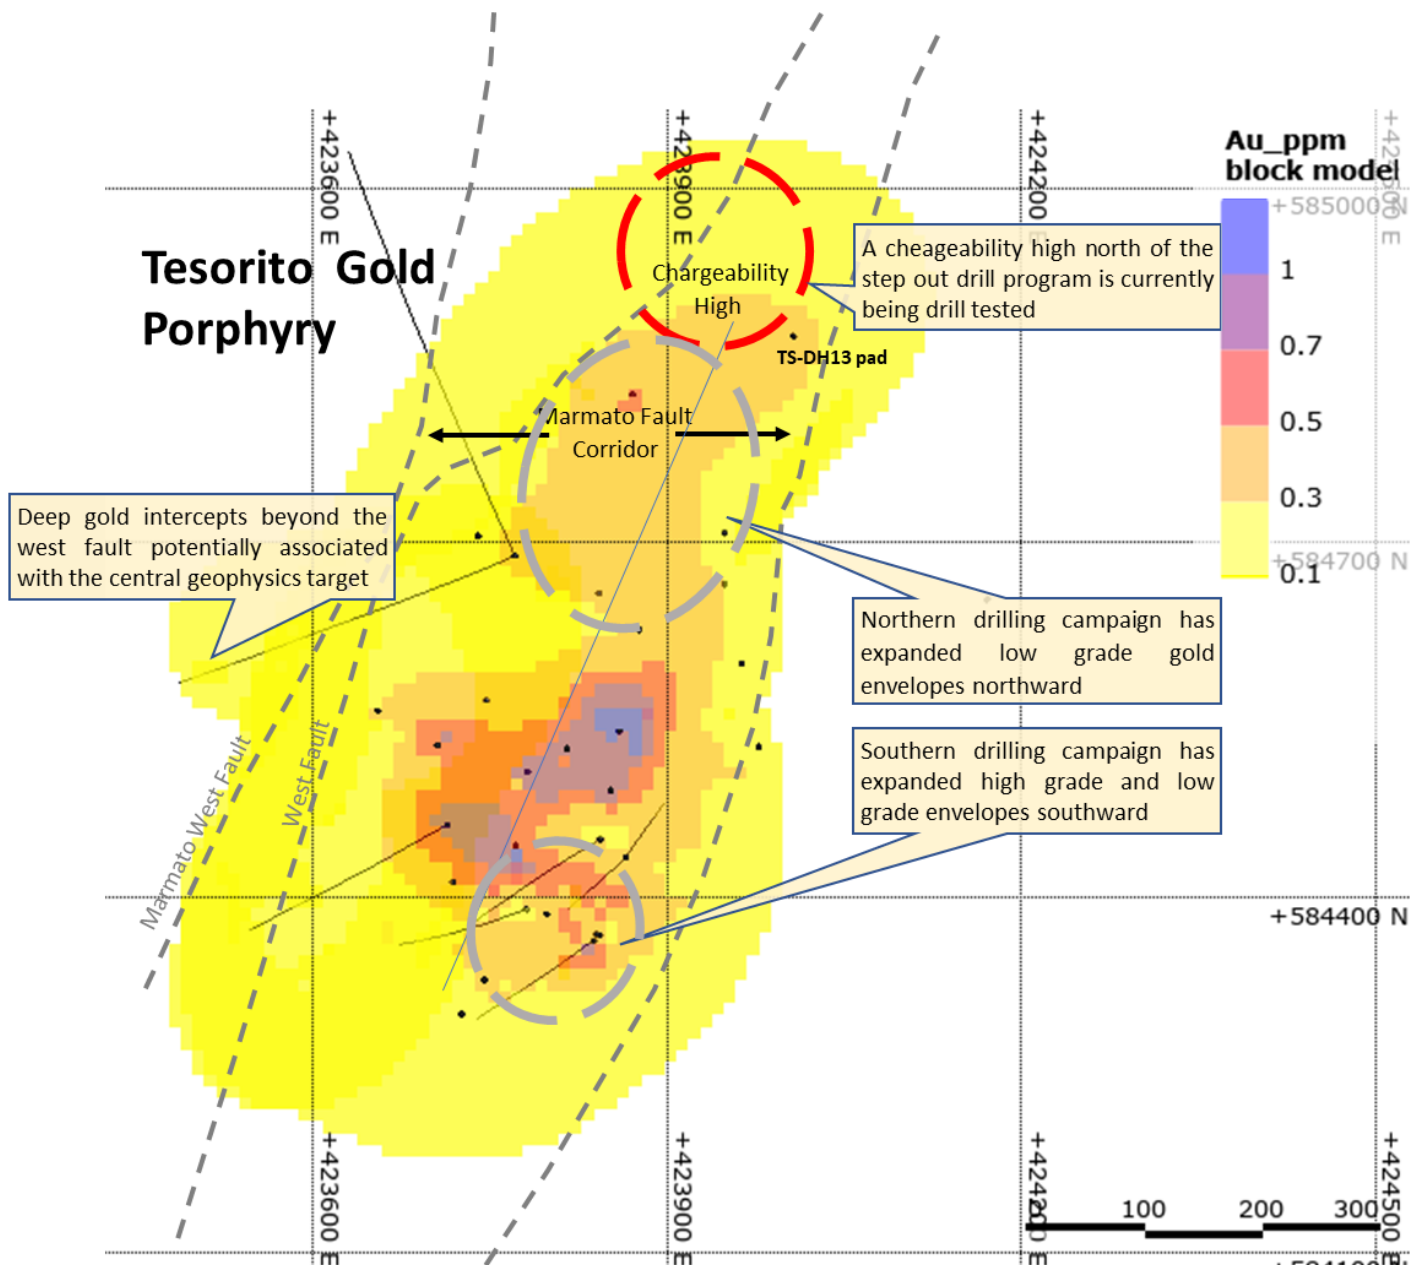 +423600 E
+423900 E
+424200 E
+424500 E
Au_ppm
block model
+585000 N
1
0.7
0.5
0.3
0.1
Tesorito Gold
Porphyry
Chargeability
High
A cheageability high north of the
step out drill program is currently
being drill tested
TS-DH13 pad
Marmato Fault
Corridor
Deep gold intercepts beyond the
west fault potentially associated
with the central geophysics target
+584700 N
Northern drilling campaign has
expanded low grade gold
envelopes northward
Southern drilling campaign has
expanded high grade and low
grade envelopes southward
Marmato West Fault
West Fault
+584400 N
+423600 E
+423900 E
+424200 E
+424500 E
100
200
300